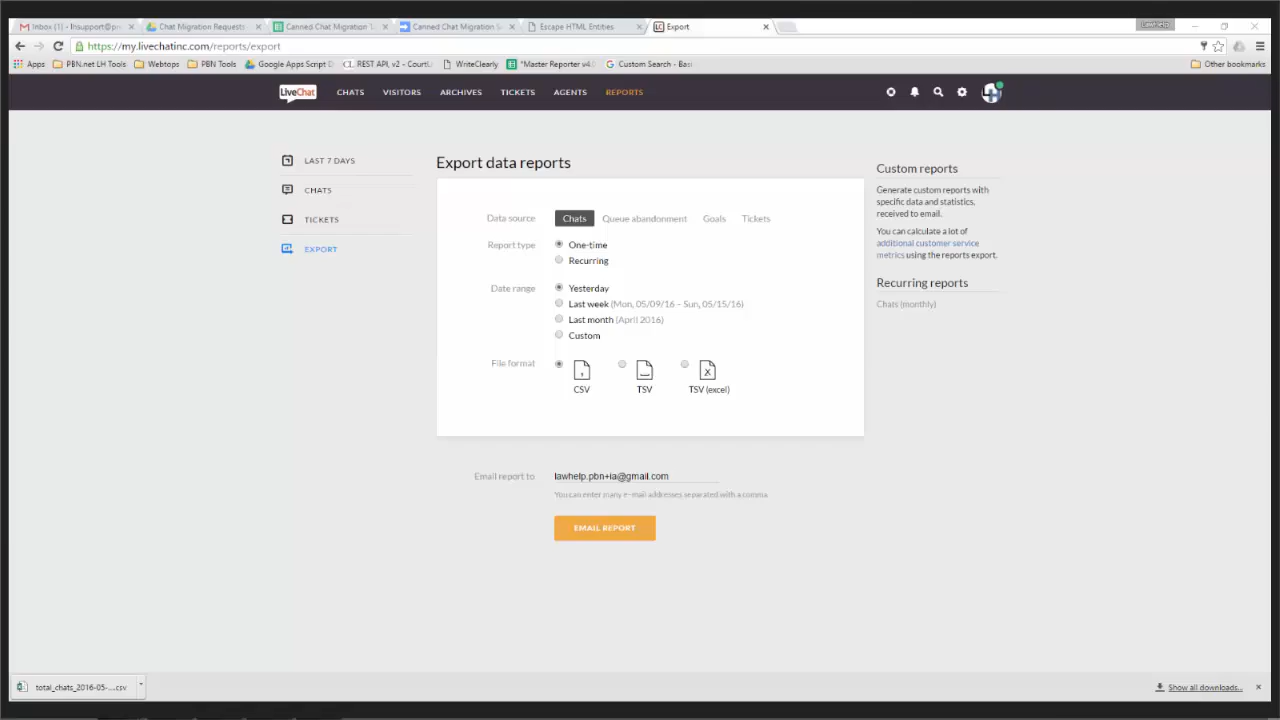 Inbox (1) - lhsupport@pr
Chat Migration Requests
Canned Chat Migration T
Canned Chat Migration S
Escape HTML Entities
Export
lawhelp
https://my.livechatinc.com/reports/export
Apps
PBN.net LH Tools
Webtops
PBN Tools
Google Apps Script
REST API, v2 – CourtL
WriteClearly
*Master Reporter v4.
Custom Search - Basi
Other bookmarks
LiveChat
CHATS
VISITORS
ARCHIVES
TICKETS
AGENTS
REPORTS
LAST 7 DAYS
CHATS
TICKETS
EXPORT
Export data reports
Data source
Chats
Queue abandonment
Goals
Tickets
Report type
One-time
Recurring
Date range
Yesterday
Last week (Mon, 05/09/16 – Sun, 05/15/16)
Last month (April 2016)
Custom
File format
CSV
TSV
TSV (excel)
Email report to
lawhelp.pbn+ia@gmail.com
You can enter many e-mail addresses separated with a comma.
EMAIL REPORT
Custom reports
Generate custom reports with
specific data and statistics,
received to email.
You can calculate a lot of
additional customer service
metrics using the reports export.
Recurring reports
Chats (monthly)
total_chats_2016-05-....csv
Show all downloads...